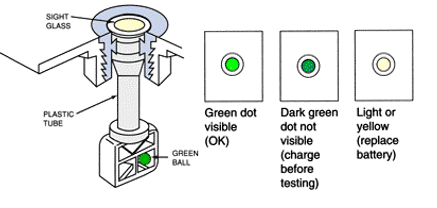 SIGHT
GLASS
PLASTIC
TUBE
GREEN
BALL
Green dot
visible
(OK)
Dark green
dot not
visible
(charge
before
testing)
Light or
yellow
(replace
battery)